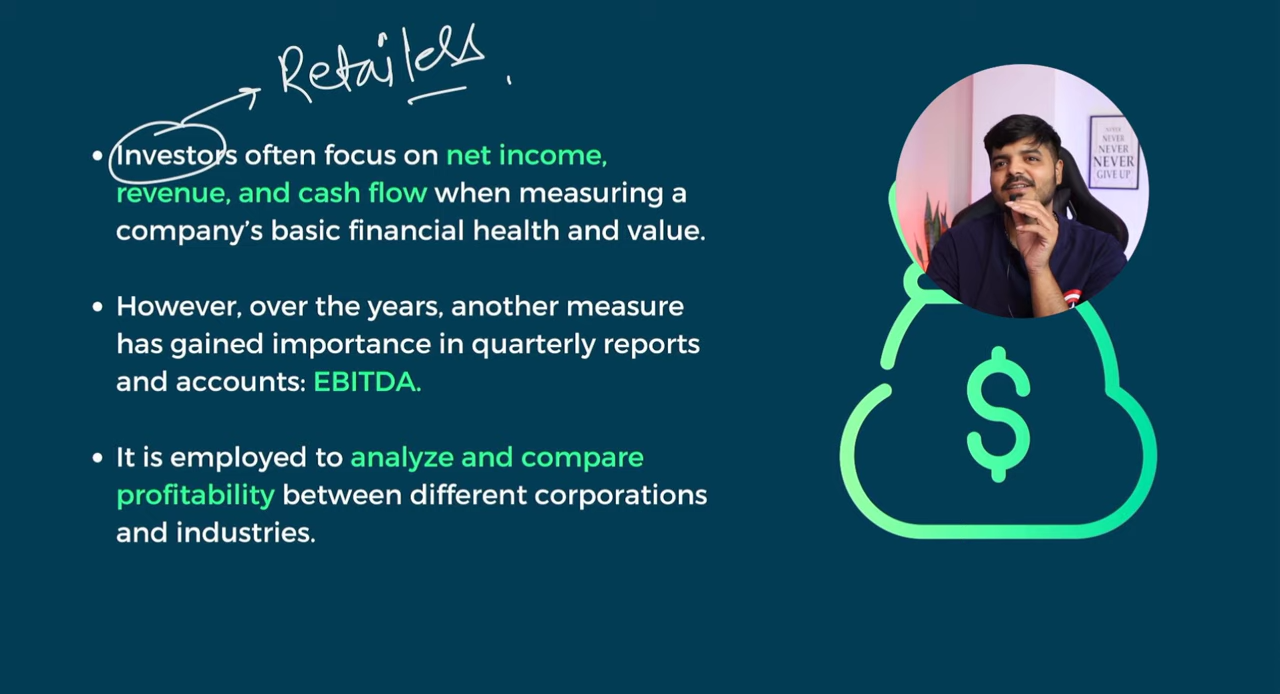 Retailers.
• Investors often focus on net income,
revenue, and cash flow when measuring a
company’s basic financial health and value.
• However, over the years, another measure
has gained importance in quarterly reports
and accounts: EBITDA.
• It is employed to analyze and compare
profitability between different corporations
and industries.
NEVER
NEVER
NEVER
NEVER
GIVE UP
$